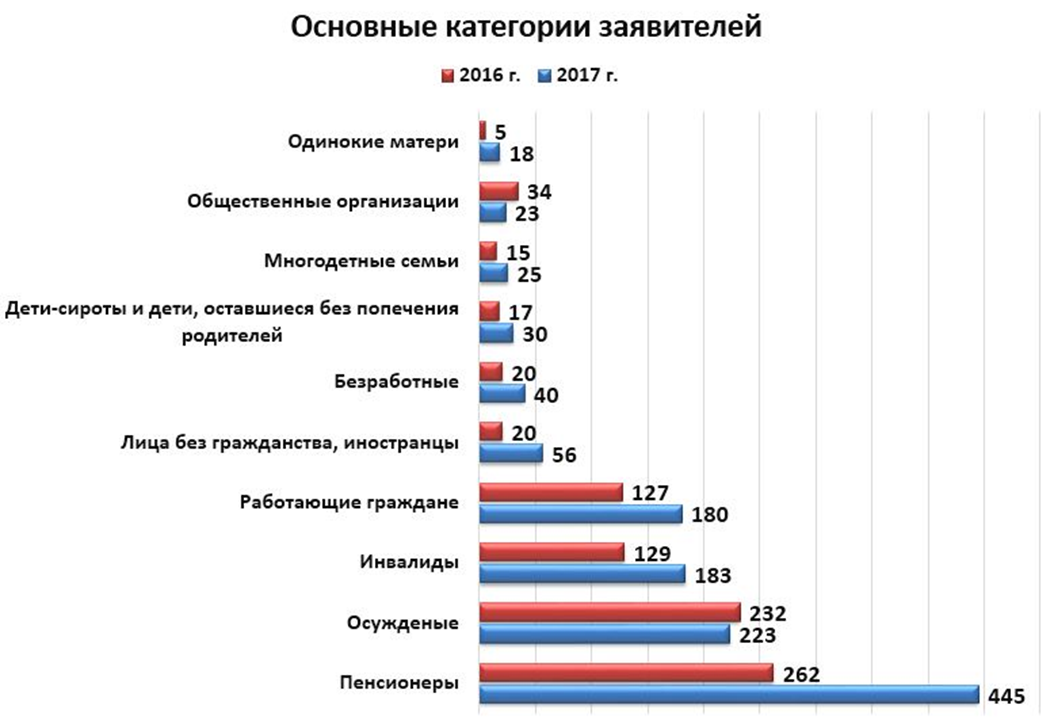 Основные категории заявителей
2016 г. 2017 г.
Одинокие матери
5
18
Общественные организации
34
23
Многодетные семьи
15
25
Дети-сироты и дети, оставшиеся без попечения
родителей
17
30
Безработные
20
40
Лица без гражданства, иностранцы
20
56
Работающие граждане
127
180
Инвалиды
129
183
Осужденые
232
223
Пенсионеры
262
445